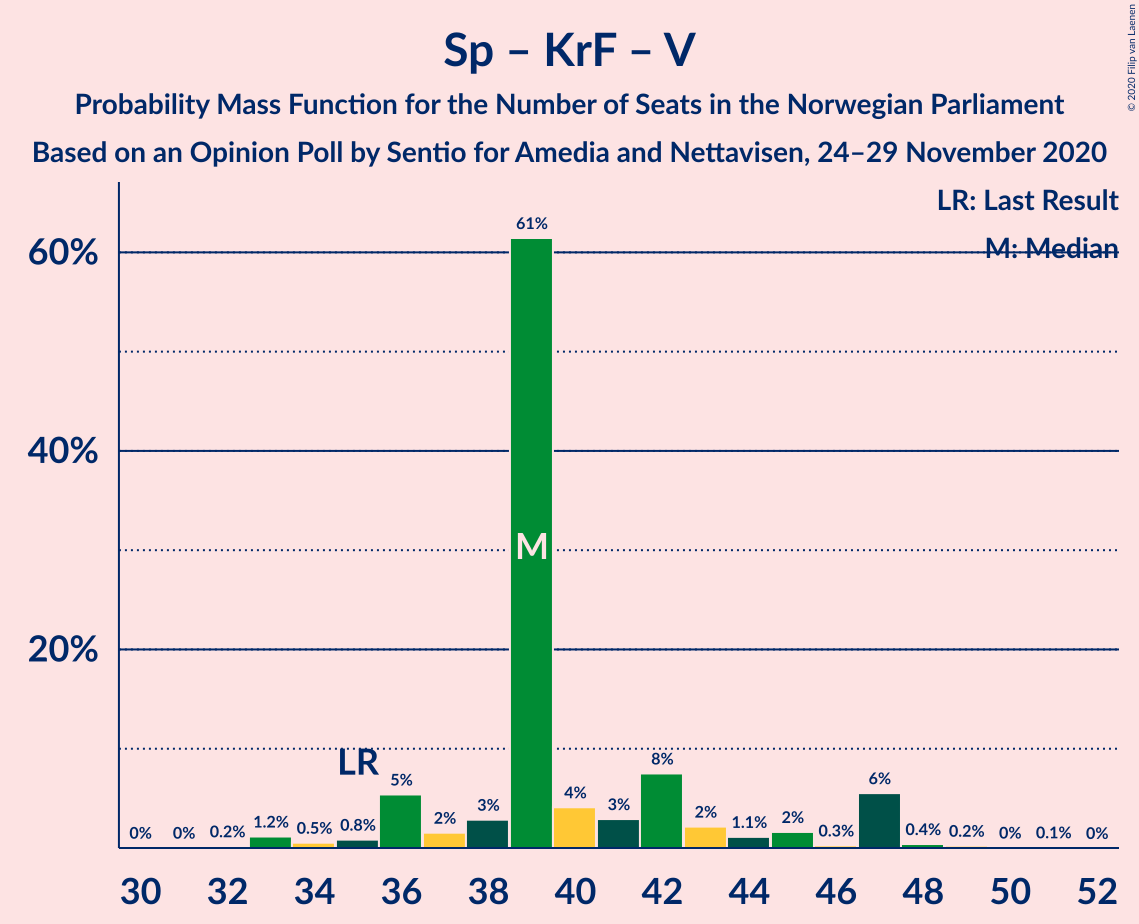 Sp – KrF – V
Probability Mass Function for the Number of Seats in the Norwegian Parliament
Based on an Opinion Poll by Sentio for Amedia and Nettavisen, 24–29 November 2020
© 2020 Filip van Laenen
LR: Last Result
M: Median
60%
40%
20%
61%
M
LR
0% 0% 0.2% 1.2% 0.5% 0.8% 5% 2% 3% 4% 3% 8% 2% 1.1% 2% 0.3% 6% 0.4% 0.2% 0% 0.1% 0%
30 32 34 36 38 40 42 44 46 48 50 52